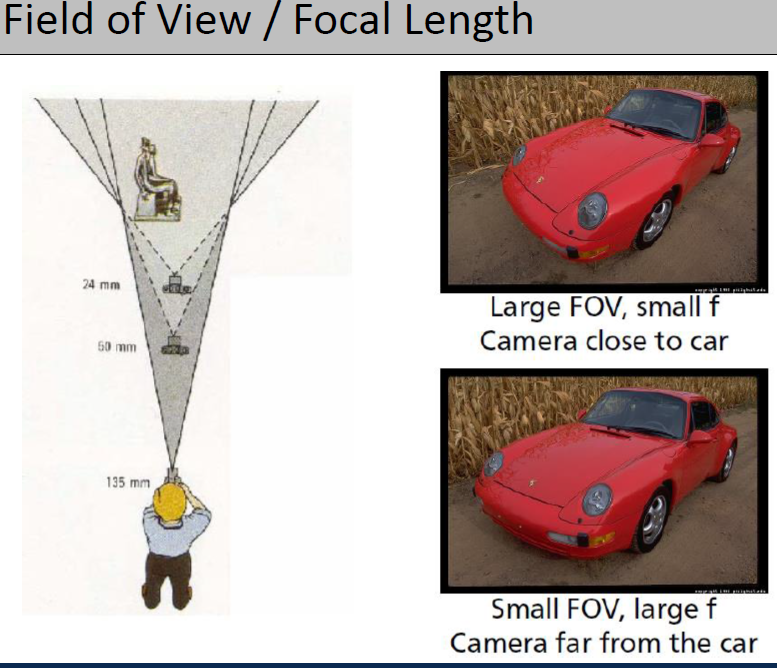 Field of View / Focal Length
24 mm
50 mm
135 mm
Large FOV, small f
Camera close to car
Small FOV, large f
Camera far from the car